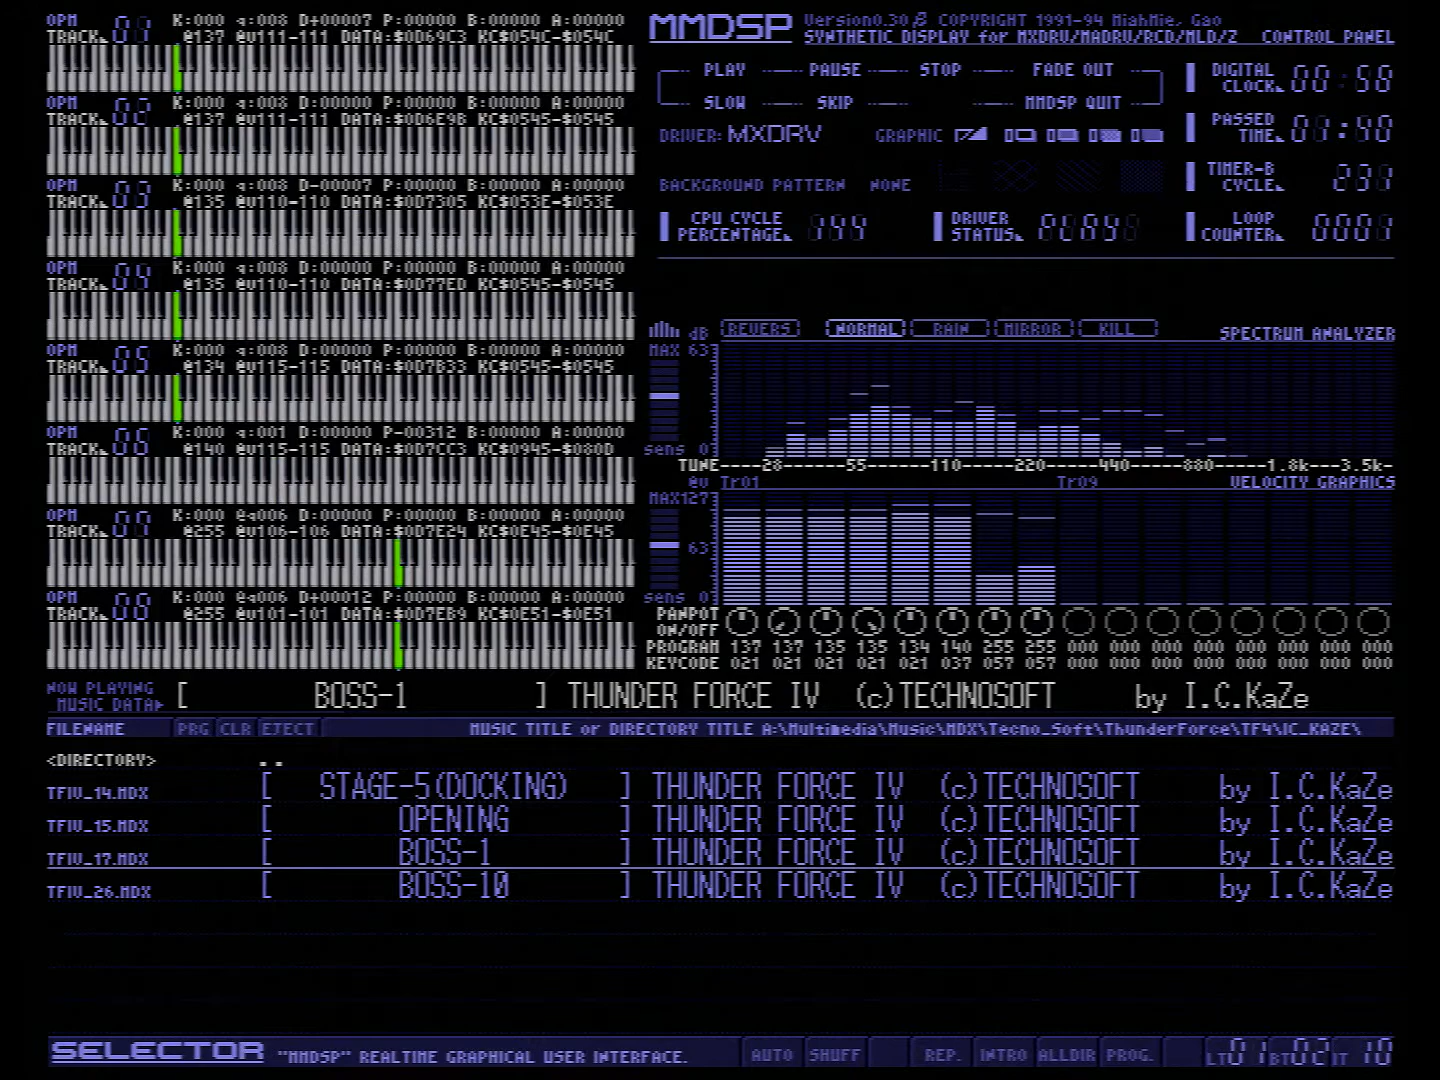 OPM K:000 q:008 D+00007 P:00000 B:00000 A:00000
TRACK @137 @v111-111 DATA:$0D69C3 KC$054C-$054C
OPM K:000 q:008 D:00000 P:00000 B:00000 A:00000
TRACK @137 @v111-111 DATA:$0D6E9B KC$0545-$0545
OPM K:000 q:008 D-00007 P:00000 B:00000 A:00000
TRACK @135 @v110-110 DATA:$0D7305 KC$053E-$053E
OPM K:000 q:008 D:00000 P:00000 B:00000 A:00000
TRACK @135 @v110-110 DATA:$0D77ED KC$0545-$0545
OPM K:000 q:008 D:00000 P:00000 B:00000 A:00000
TRACK @134 @v115-115 DATA:$0D7B33 KC$0545-$0545
OPM K:000 q:001 D:00000 P-00312 B:00000 A:00000
TRACK @140 @v115-115 DATA:$0D7CC3 KC$0945-$080D
OPM K:000 @q006 D:00000 P:00000 B:00000 A:00000
TRACK @255 @v106-106 DATA:$0D7E24 KC$0E45-$0E45
OPM K:000 @q006 D+00012 P:00000 B:00000 A:00000
TRACK @255 @v101-101 DATA:$0D7EB9 KC$0E51-$0E51
MMDSP Version0.30 COPYRIGHT 1991-94 MiahMie, Gao
SYNTHETIC DISPLAY for MXDRV/MADRV/RCD/MLD/Z CONTROL PANEL
PLAY PAUSE STOP FADE OUT
SLOW SKIP MMDSP QUIT
DRIVER: MXDRV GRAPHIC
BACKGROUND PATTERN NONE
CPU CYCLE PERCENTAGE
DRIVER STATUS
DIGITAL CLOCK
PASSED TIME
TIMER-B CYCLE
LOOP COUNTER
dB REVERS NORMAL RAIN MIRROR KILL SPECTRUM ANALYZER
MAX 63
sens 0
TUNE----28------55------110-----220-----440-----880-----1.8k---3.5k-
@v Tr01 Tr09 VELOCITY GRAPHICS
MAX127
63
sens 0
PANPOT
ON/OFF
PROGRAM 137 137 135 135 134 140 255 255 000 000 000 000 000 000 000 000
KEYCODE 021 021 021 021 021 037 057 057 000 000 000 000 000 000 000 000
NOW PLAYING
MUSIC DATA
[ BOSS-1 ] THUNDER FORCE IV (c)TECHNOSOFT by I.C.KaZe
FILENAME PRG CLR EJECT MUSIC TITLE or DIRECTORY TITLE A:\Multimedia\Music\MDX\Tecno_Soft\ThunderForce\TF4\IC_KAZE\
<DIRECTORY> ..
TFIV_14.MDX [ STAGE-5(DOCKING) ] THUNDER FORCE IV (c)TECHNOSOFT by I.C.KaZe
TFIV_15.MDX [ OPENING ] THUNDER FORCE IV (c)TECHNOSOFT by I.C.KaZe
TFIV_17.MDX [ BOSS-1 ] THUNDER FORCE IV (c)TECHNOSOFT by I.C.KaZe
TFIV_26.MDX [ BOSS-10 ] THUNDER FORCE IV (c)TECHNOSOFT by I.C.KaZe
SELECTOR "MMDSP" REALTIME GRAPHICAL USER INTERFACE. AUTO SHUFF REP. INTRO ALLDIR PROG. LT 01 BT 02 IT 10